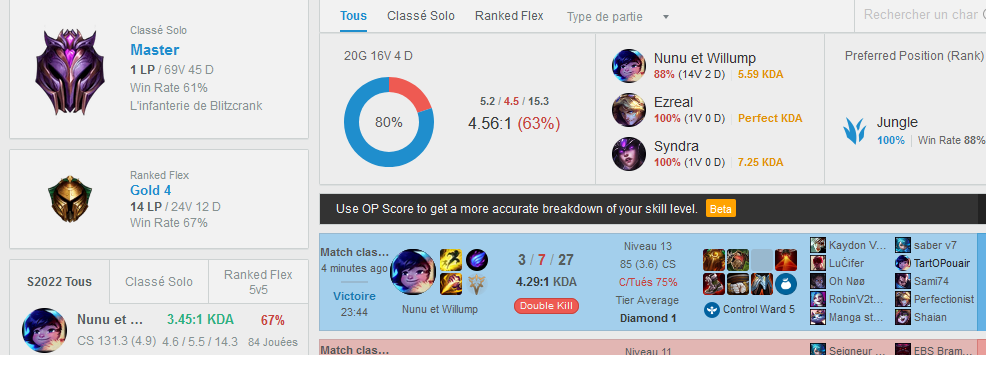 Classé Solo
Master
1 LP / 69V 45 D
Win Rate 61%
L'infanterie de Blitzcrank
Ranked Flex
Gold 4
14 LP / 24V 12 D
Win Rate 67%
S2022 Tous
Classé Solo
Ranked Flex 5v5
Nunu et ...
3.45:1 KDA
67%
CS 131.3 (4.9)
4.6 / 5.5 / 14.3
84 Jouées
Tous
Classé Solo
Ranked Flex
Type de partie
Rechercher un char
20G 16V 4 D
80%
5.2 / 4.5 / 15.3
4.56:1 (63%)
Nunu et Willump
88% (14V 2 D)
5.59 KDA
Ezreal
100% (1V 0 D)
Perfect KDA
Syndra
100% (1V 0 D)
7.25 KDA
Preferred Position (Rank)
Jungle
100%
Win Rate 88%
Use OP Score to get a more accurate breakdown of your skill level.
Beta
Match clas...
4 minutes ago
Victoire
23:44
Nunu et Willump
3 / 7 / 27
4.29:1 KDA
Double Kill
Niveau 13
85 (3.6) CS
C/Tués 75%
Tier Average
Diamond 1
Control Ward 5
Kaydon V...
saber v7
LuČifer
TartOPouair
Oh Nøø
Sami74
RobinV2t...
Perfectionist
Manga st...
Shaian
Match clas...
Niveau 11
Seigneur ...
EBS Bram...